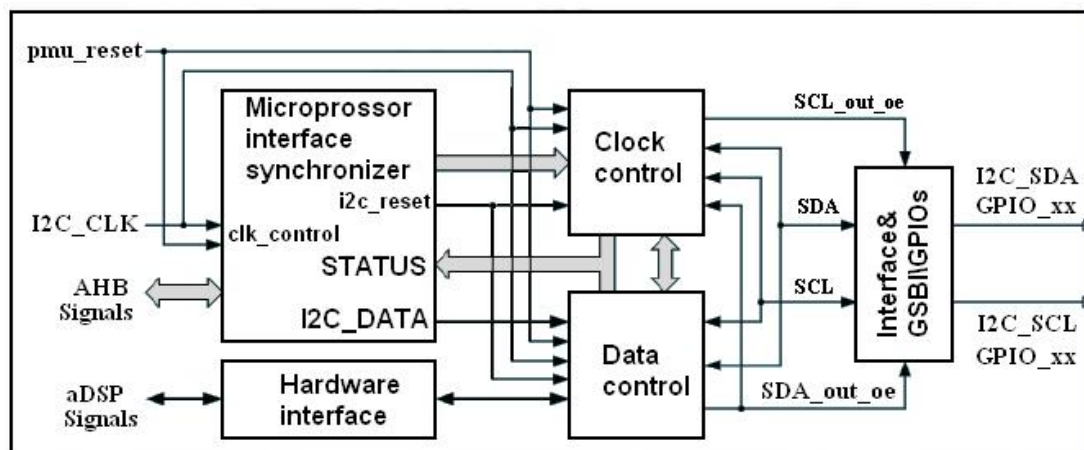 pmu_reset
Microprossor
interface
synchronizer
i2c_reset
I2C_CLK
clk_control
STATUS
AHB
Signals
I2C_DATA
aDSP
Signals
Hardware
interface
Clock
control
Data
control
SCL_out_oe
SDA
SCL
SDA_out_oe
Interface&
GSBI\GPIOs
I2C_SDA
GPIO_xx
I2C_SCL
GPIO_xx